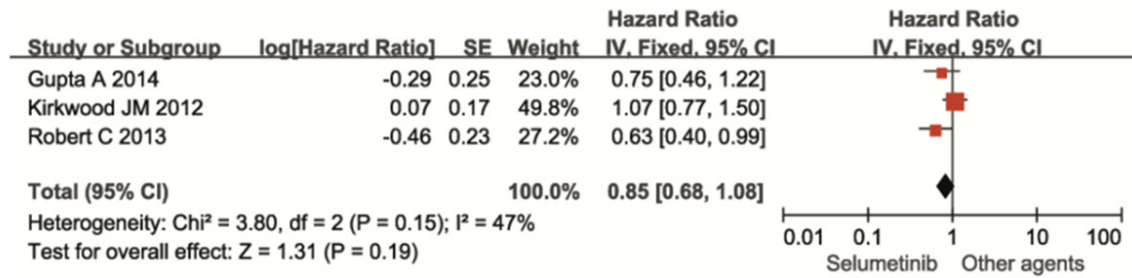 Hazard Ratio Hazard Ratio
Study or Subgroup log[Hazard Ratio] SE Weight IV, Fixed, 95% CI IV, Fixed, 95% CI
Gupta A 2014 -0.29 0.25 23.0% 0.75 [0.46, 1.22]
Kirkwood JM 2012 0.07 0.17 49.8% 1.07 [0.77, 1.50]
Robert C 2013 -0.46 0.23 27.2% 0.63 [0.40, 0.99]
Total (95% CI) 100.0% 0.85 [0.68, 1.08]
Heterogeneity: Chi² = 3.80, df = 2 (P = 0.15); I² = 47%
Test for overall effect: Z = 1.31 (P = 0.19)
0.01 0.1 1 10 100
Selumetinib Other agents